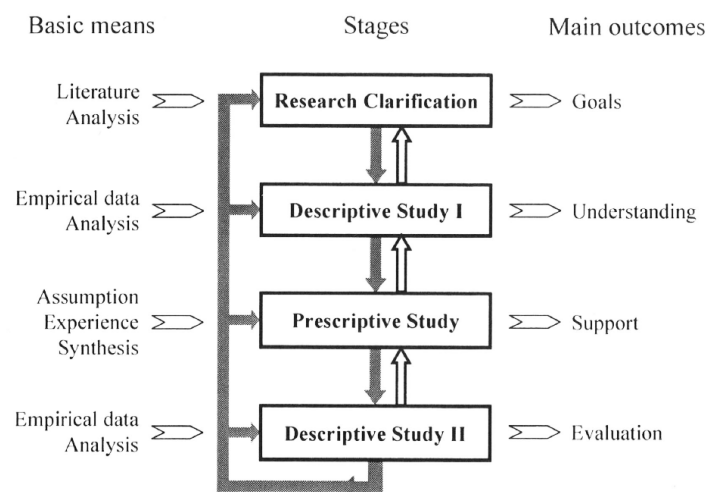 Basic means Stages Main outcomes
Literature
Analysis
Research Clarification
Goals
Empirical data
Analysis
Descriptive Study I
Understanding
Assumption
Experience
Synthesis
Prescriptive Study
Support
Empirical data
Analysis
Descriptive Study II
Evaluation